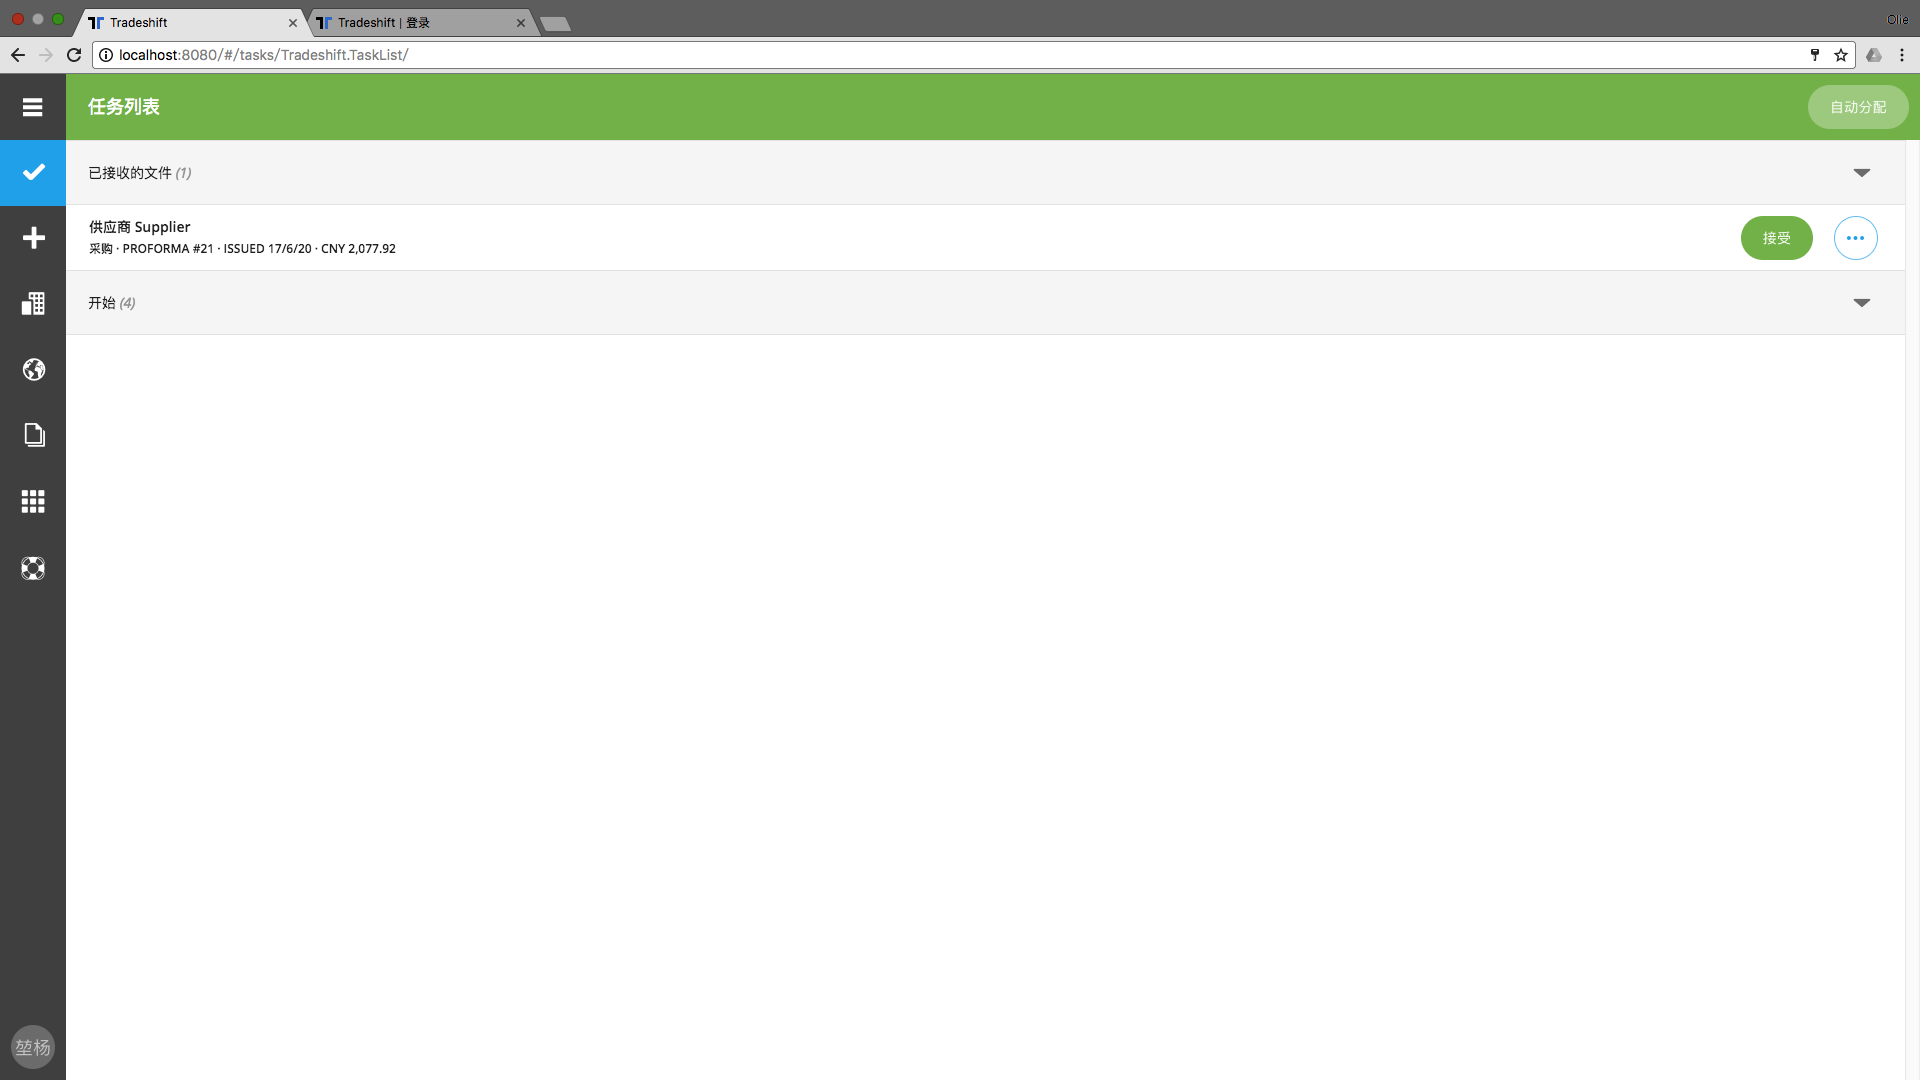 Tradeshift
Tradeshift | 登录
Olie
localhost:8080/#/tasks/Tradeshift.TaskList/
任务列表
自动分配
已接收的文件 (1)
供应商 Supplier
采购 · PROFORMA #21 · ISSUED 17/6/20 · CNY 2,077.92
接受
开始 (4)
堃杨